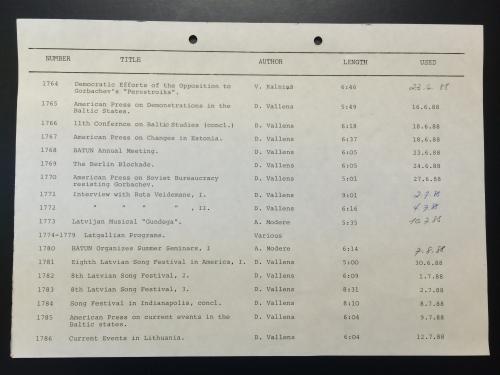 NUMBER TITLE AUTHOR LENGTH USED
1764 Democratic Efforts of the Opposition to V. Kalniņš 6:46 23.6.88
Gorbachev's "Perestroika".
1765 American Press on Demonstrations in the D. Vallens 5:49 16.6.88
Baltic States.
1766 11th Confernce on Baltic Studies (concl.) D. Vallens 6:18 18.6.88
1767 American Press on Changes in Estonia. D. Vallens 6:37 18.6.88
1768 BATUN Annual Meeting. D. Vallens 6:05 23.6.88
1769 The Berlin Blockade. D. Vallens 6:05 24.6.88
1770 American Press on Soviet Bureaucracy D. Vallens 5:01 27.6.88
resisting Gorbachev.
1771 Interview with Ruta Veidemane, I. D. Vallens 9:01 2.7.88
1772 " " " " , II. D. Vallens 6:16 4.7.88
1773 Latvijan Musical "Gundega". A. Modere 5:35 10.7.88
1774-1779 Latgallian Programs. Various
1780 BATUN Organizes Summer Seminars, I A. Modere 6:14 7.8.88
1781 Eighth Latvian Song Festival in America, I. D. Vallens 5:00 30.6.88
1782 8th Latvian Song Festival, 2. D. Vallens 6:09 1.7.88
1783 8th Latvian Song Festival, 3. D. Vallens 8:31 2.7.88
1784 Song Festival in Indianapolis, concl. D. Vallens 8:10 8.7.88
1785 American Press on current events in the D. Vallens 6:04 9.7.88
Baltic states.
1786 Current Events in Lithuania. D. Vallens 6:04 12.7.88